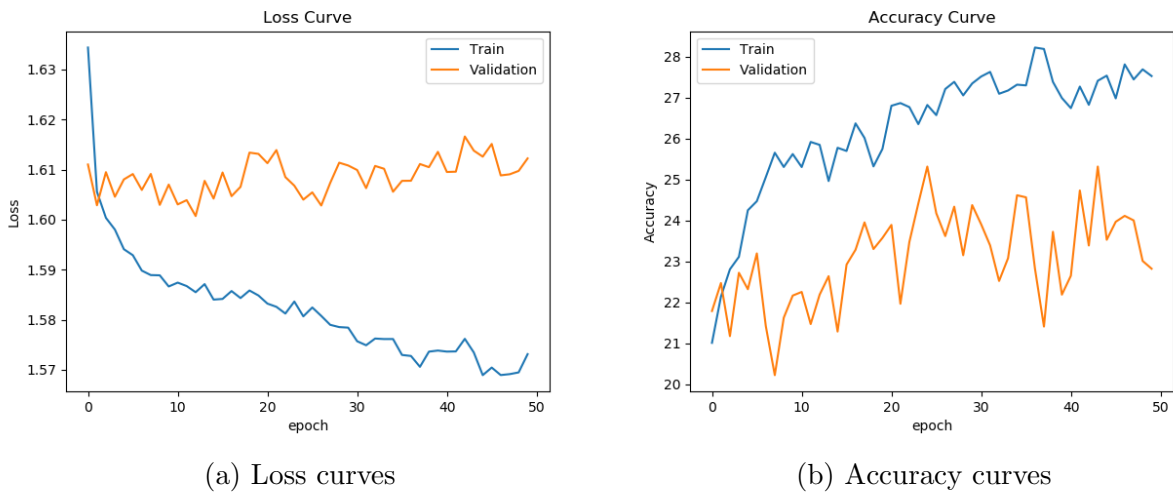 Loss Curve
Train
Validation
1.63
1.62
1.61
1.60
1.59
1.58
1.57
Loss
0
10
20
30
40
50
epoch
(a) Loss curves
Accuracy Curve
Train
Validation
28
27
26
25
24
23
22
21
20
Accuracy
0
10
20
30
40
50
epoch
(b) Accuracy curves